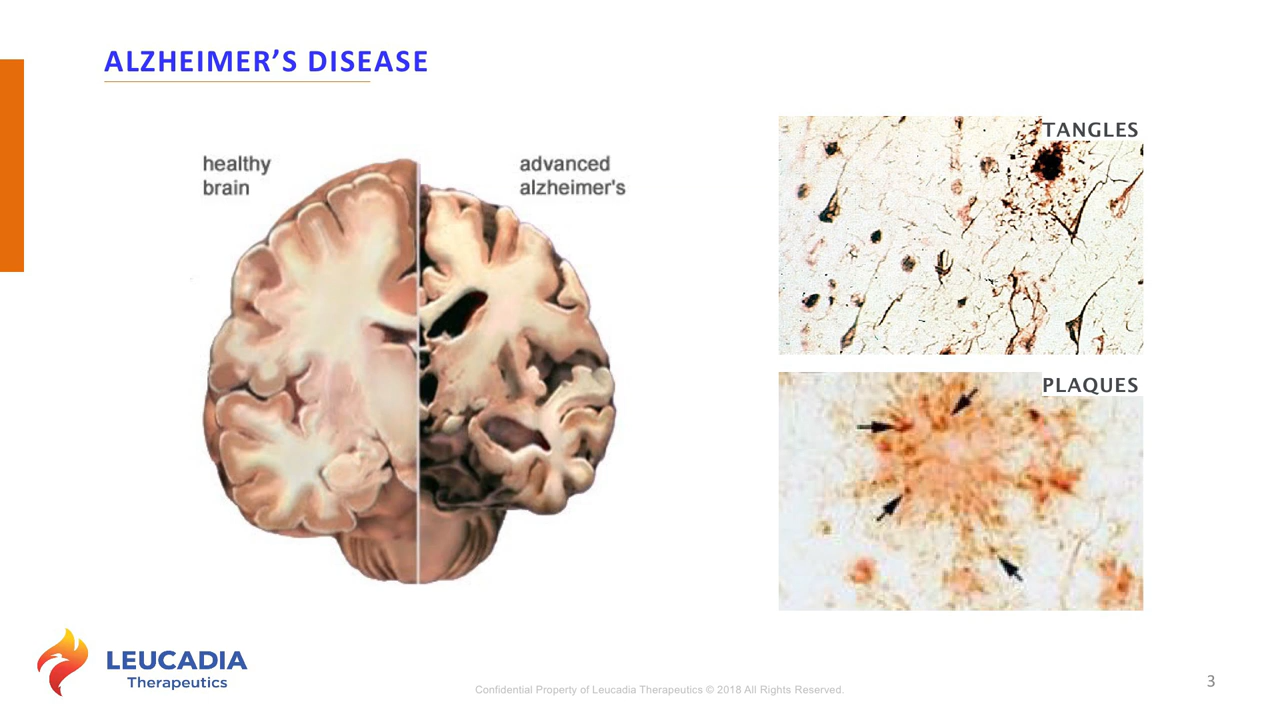 ALZHEIMER’S DISEASE
healthy
brain
advanced
alzheimer's
TANGLES
PLAQUES
LEUCADIA
Therapeutics
Confidential Property of Leucadia Therapeutics © 2018 All Rights Reserved.
3